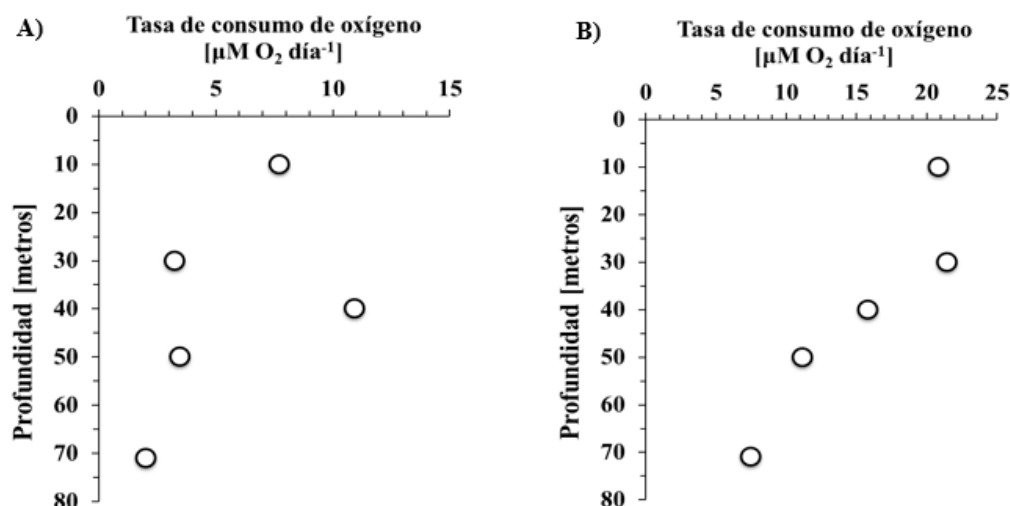 A)
Tasa de consumo de oxígeno
[µM O₂ día⁻¹]
0 5 10 15
0
10
20
30
40
50
60
70
80
Profundidad [metros]
B)
Tasa de consumo de oxígeno
[µM O₂ día⁻¹]
0 5 10 15 20 25
0
10
20
30
40
50
60
70
80
Profundidad [metros]